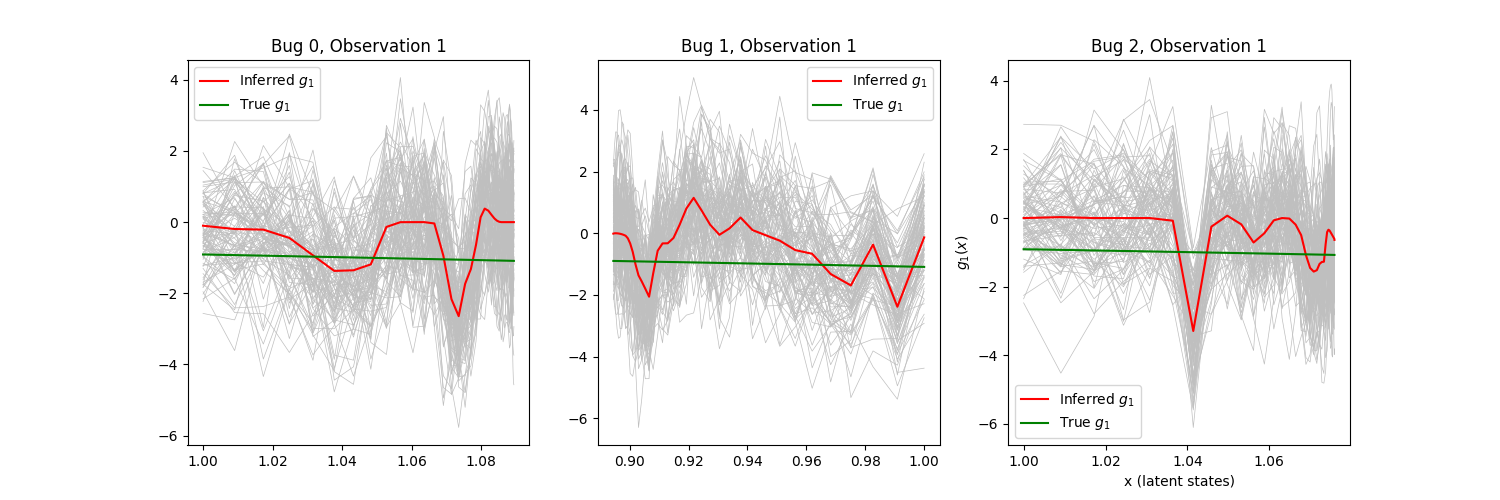 Bug 0, Observation 1
Inferred g₁
True g₁
4
2
0
−2
−4
−6
1.00 1.02 1.04 1.06 1.08
Bug 1, Observation 1
Inferred g₁
True g₁
4
2
0
−2
−4
−6
0.90 0.92 0.94 0.96 0.98 1.00
Bug 2, Observation 1
g₁(x)
4
2
0
−2
−4
−6
Inferred g₁
True g₁
1.00 1.02 1.04 1.06
x (latent states)